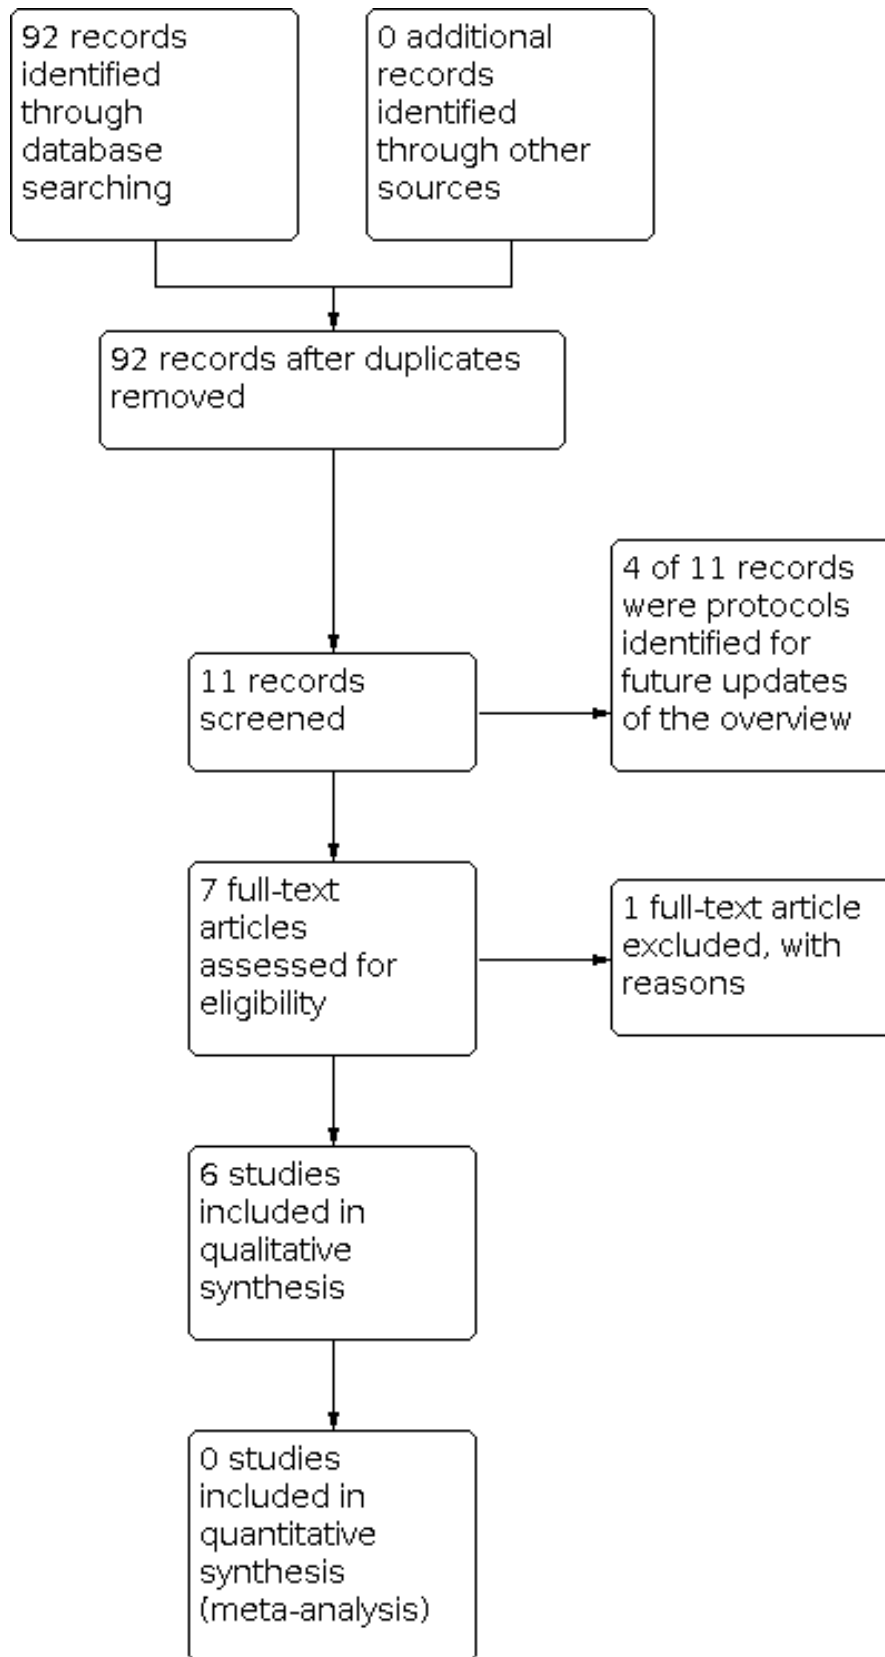 92 records
identified
through
database
searching
0 additional
records
identified
through other
sources
92 records after duplicates
removed
11 records
screened
4 of 11 records
were protocols
identified for
future updates
of the overview
7 full-text
articles
assessed for
eligibility
1 full-text article
excluded, with
reasons
6 studies
included in
qualitative
synthesis
0 studies
included in
quantitative
synthesis
(meta-analysis)